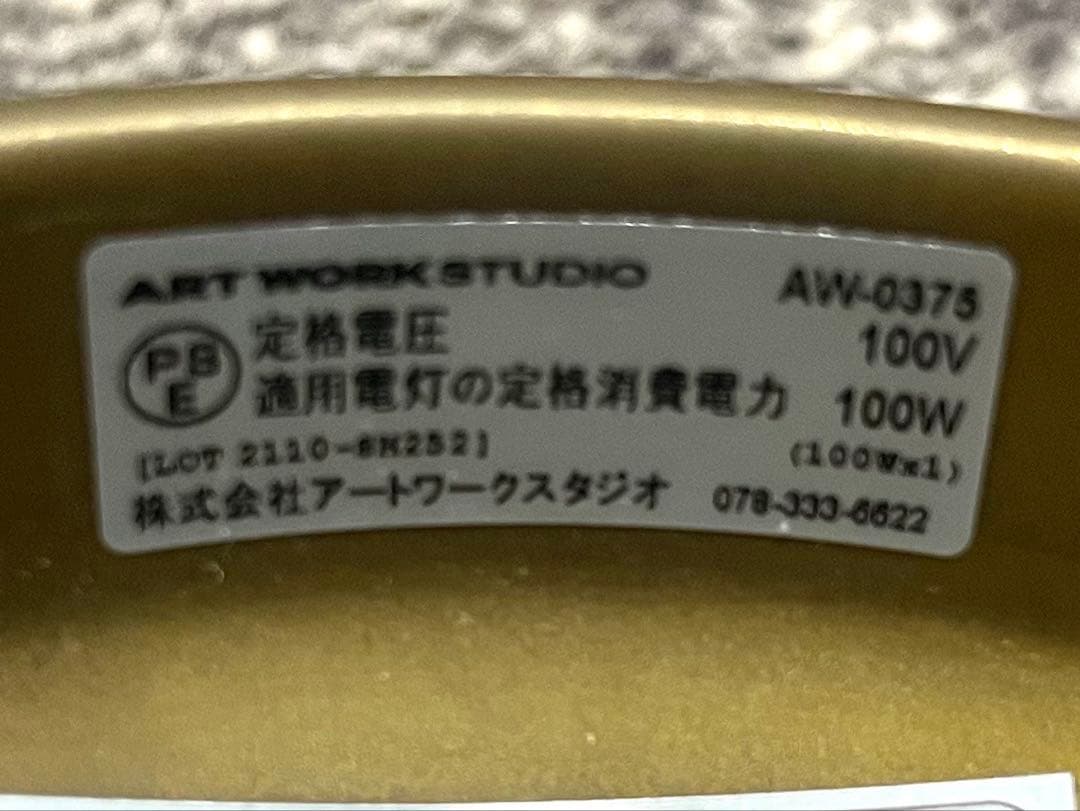 ART WORK STUDIO AW-0375
PS E 定格電圧 100V
適用電灯の定格消費電力 100W
[LOT 2110-SH252] (100W×1)
株式会社アートワークスタジオ 078-333-6622